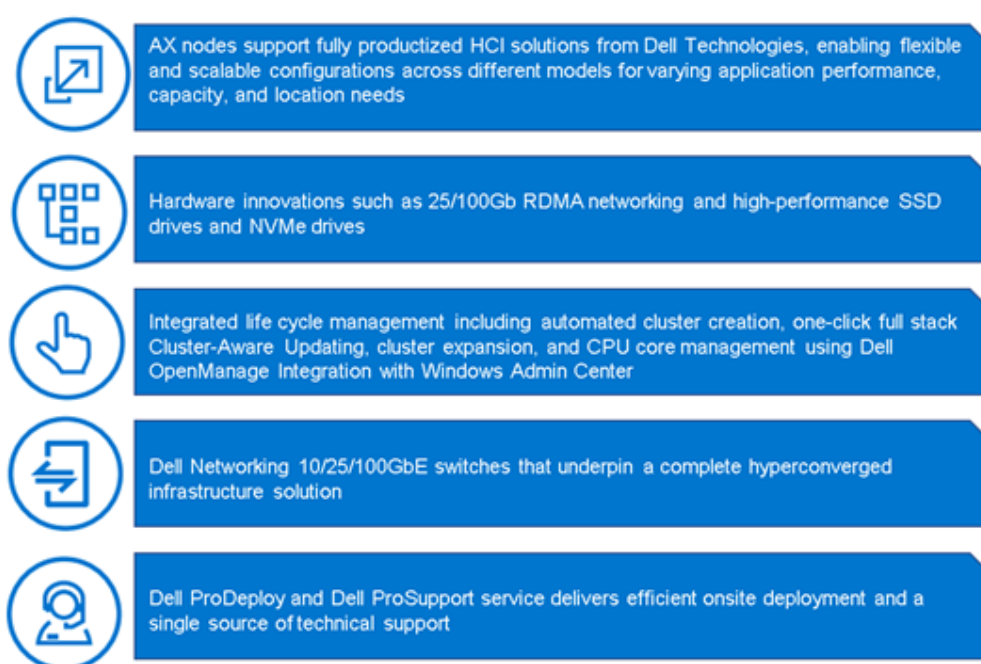 AX nodes support fully productized HCI solutions from Dell Technologies, enabling flexible
and scalable configurations across different models for varying application performance,
capacity, and location needs
Hardware innovations such as 25/100Gb RDMA networking and high-performance SSD
drives and NVMe drives
Integrated life cycle management including automated cluster creation, one-click full stack
Cluster-Aware Updating, cluster expansion, and CPU core management using Dell
OpenManage Integration with Windows Admin Center
Dell Networking 10/25/100GbE switches that underpin a complete hyperconverged
infrastructure solution
Dell ProDeploy and Dell ProSupport service delivers efficient onsite deployment and a
single source of technical support